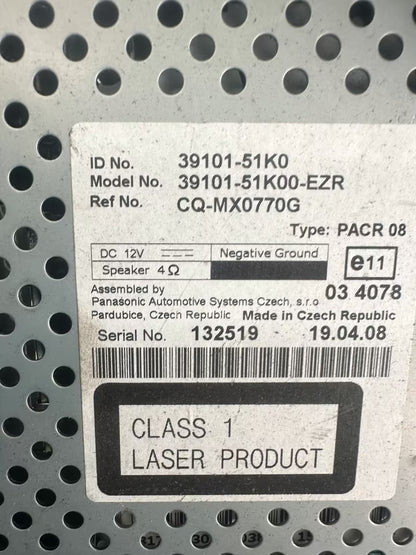 ID No. 39101-51K0
Model No. 39101-51K00-EZR
Ref No. CQ-MX0770G
Type: PACR 08
DC 12V Negative Ground
Speaker 4Ω
e11
Assembled by 03 4078
Panasonic Automotive Systems Czech, s.r.o
Pardubice, Czech Republic Made in Czech Republic
Serial No. 132519 - 19.04.08
CLASS 1
LASER PRODUCT